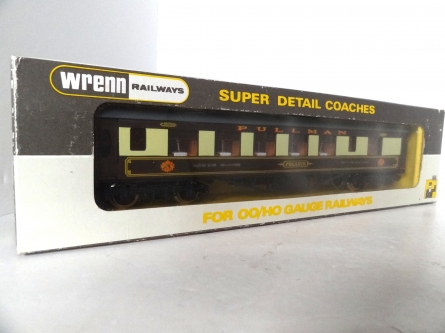 wrenn RAILWAYS
SUPER DETAIL COACHES
PULLMAN
FOR OO/HO GAUGE RAILWAYS